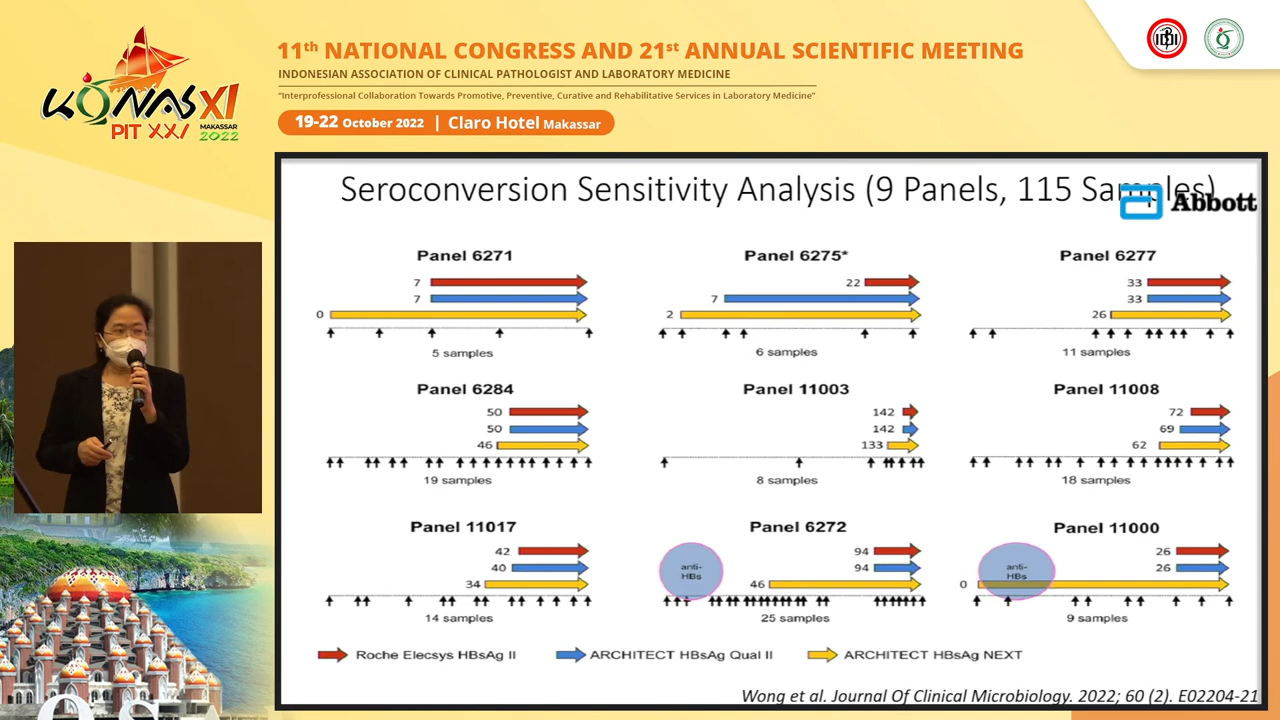 KONAS XI
PIT XXI
MAKASSAR
2022
11th NATIONAL CONGRESS AND 21st ANNUAL SCIENTIFIC MEETING
INDONESIAN ASSOCIATION OF CLINICAL PATHOLOGIST AND LABORATORY MEDICINE
"Interprofessional Collaboration Towards Promotive, Preventive, Curative and Rehabilitative Services in Laboratory Medicine"
19-22 October 2022 | Claro Hotel Makassar
IDI
Seroconversion Sensitivity Analysis (9 Panels, 115 Samples)
Abbott
Panel 6271
7
7
0
5 samples
Panel 6275*
22
7
2
6 samples
Panel 6277
33
33
26
11 samples
Panel 6284
50
50
46
19 samples
Panel 11003
142
142
133
8 samples
Panel 11008
72
69
62
18 samples
Panel 11017
42
40
34
14 samples
Panel 6272
anti-
HBs
94
94
46
25 samples
Panel 11000
anti-
HBs
26
26
0
9 samples
Roche Elecsys HBsAg II
ARCHITECT HBsAg Qual II
ARCHITECT HBsAg NEXT
Wong et al. Journal Of Clinical Microbiology. 2022; 60 (2). E02204-21